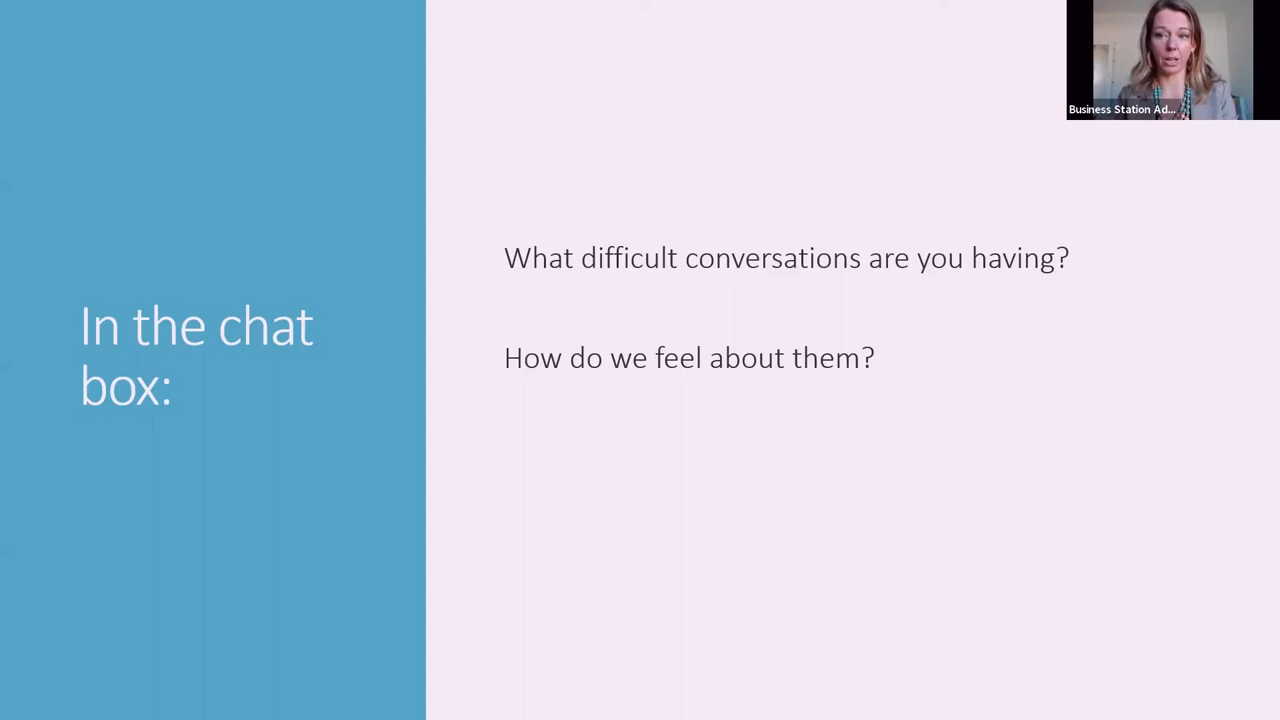 In the chat
box:
What difficult conversations are you having?
How do we feel about them?
Business Station Ad...